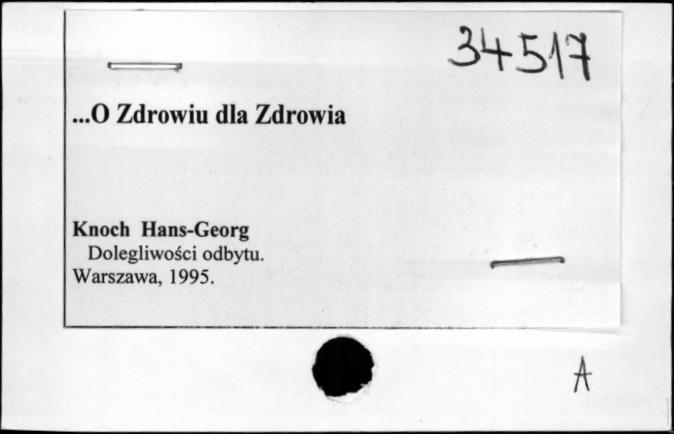 34517
...O Zdrowiu dla Zdrowia
Knoch Hans-Georg
Dolegliwości odbytu.
Warszawa, 1995.
A